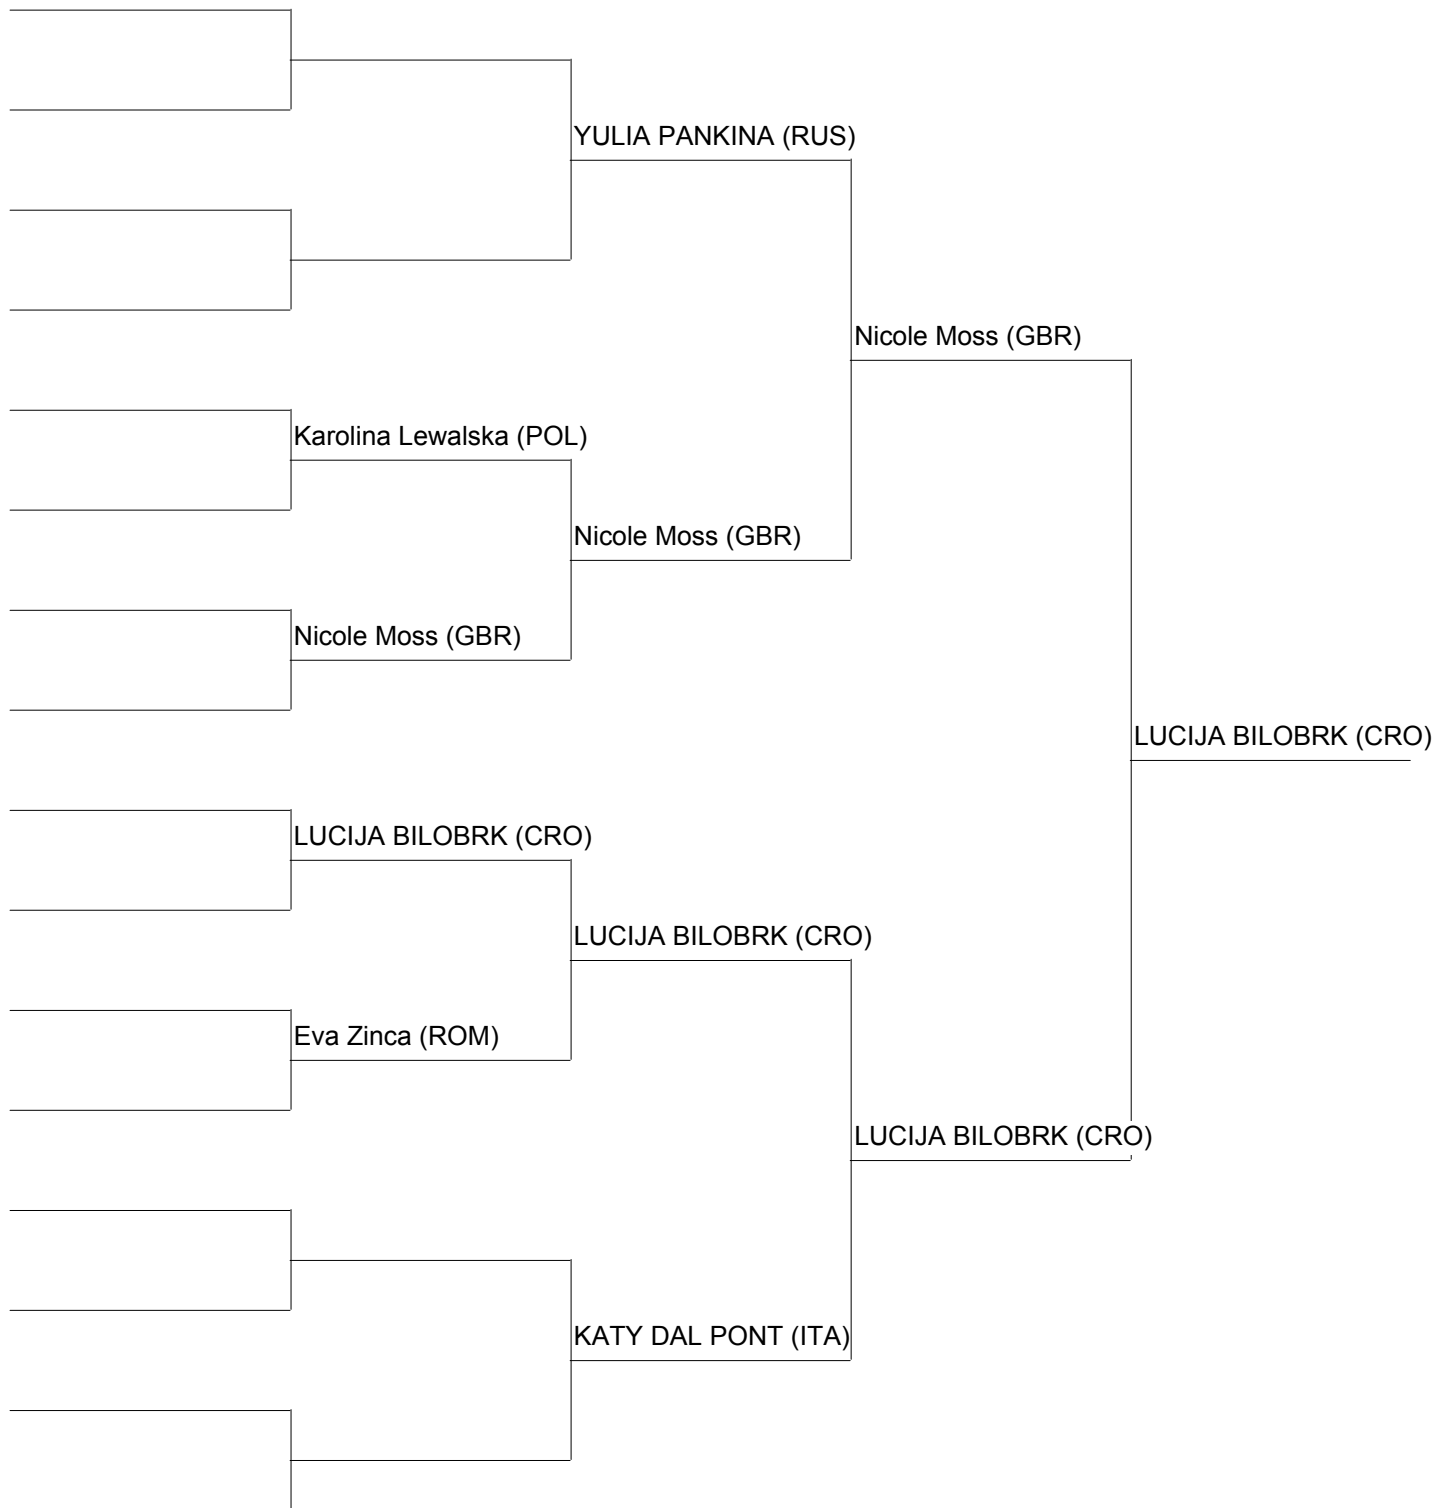 YULIA PANKINA (RUS)
Nicole Moss (GBR)
Karolina Lewalska (POL)
Nicole Moss (GBR)
Nicole Moss (GBR)
LUCIJA BILOBRK (CRO)
LUCIJA BILOBRK (CRO)
LUCIJA BILOBRK (CRO)
Eva Zinca (ROM)
LUCIJA BILOBRK (CRO)
KATY DAL PONT (ITA)